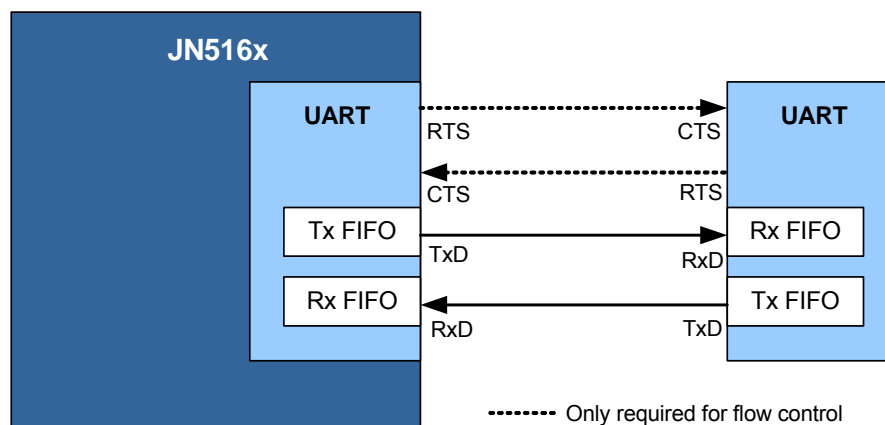 JN516x
UART
UART
RTS
CTS
CTS
RTS
Tx FIFO
Rx FIFO
TxD
RxD
Rx FIFO
Tx FIFO
RxD
TxD
Only required for flow control